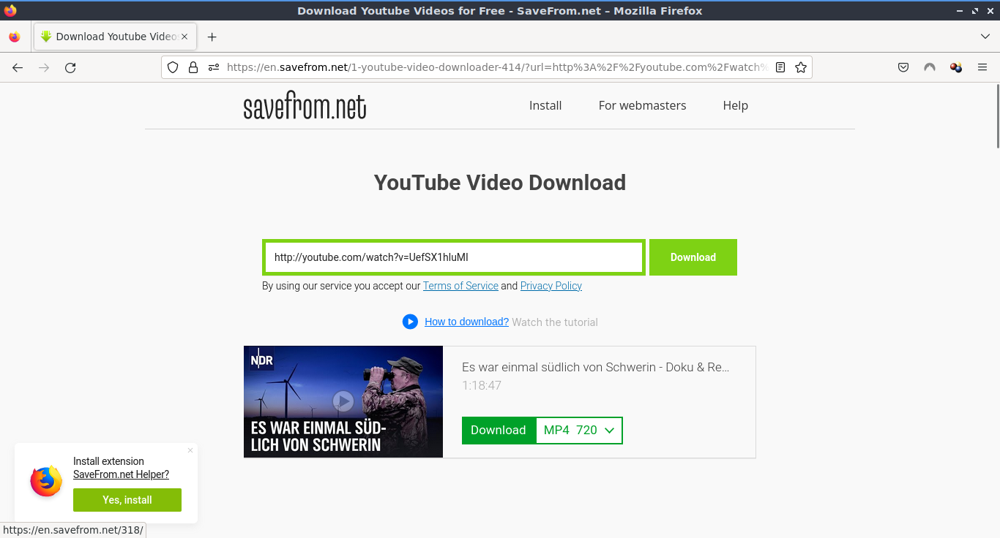 Download Youtube Videos for Free - SaveFrom.net – Mozilla Firefox
Download Youtube Videos
https://en.savefrom.net/1-youtube-video-downloader-414/?url=http%3A%2F%2Fyoutube.com%2Fwatch%
savefrom.net
Install
For webmasters
Help
YouTube Video Download
http://youtube.com/watch?v=UefSX1hluMI
Download
By using our service you accept our Terms of Service and Privacy Policy
How to download? Watch the tutorial
NDR
ES WAR EINMAL SÜD-
LICH VON SCHWERIN
Es war einmal südlich von Schwerin - Doku & Re…
1:18:47
Download MP4 720
Install extension
SaveFrom.net Helper?
Yes, install
https://en.savefrom.net/318/